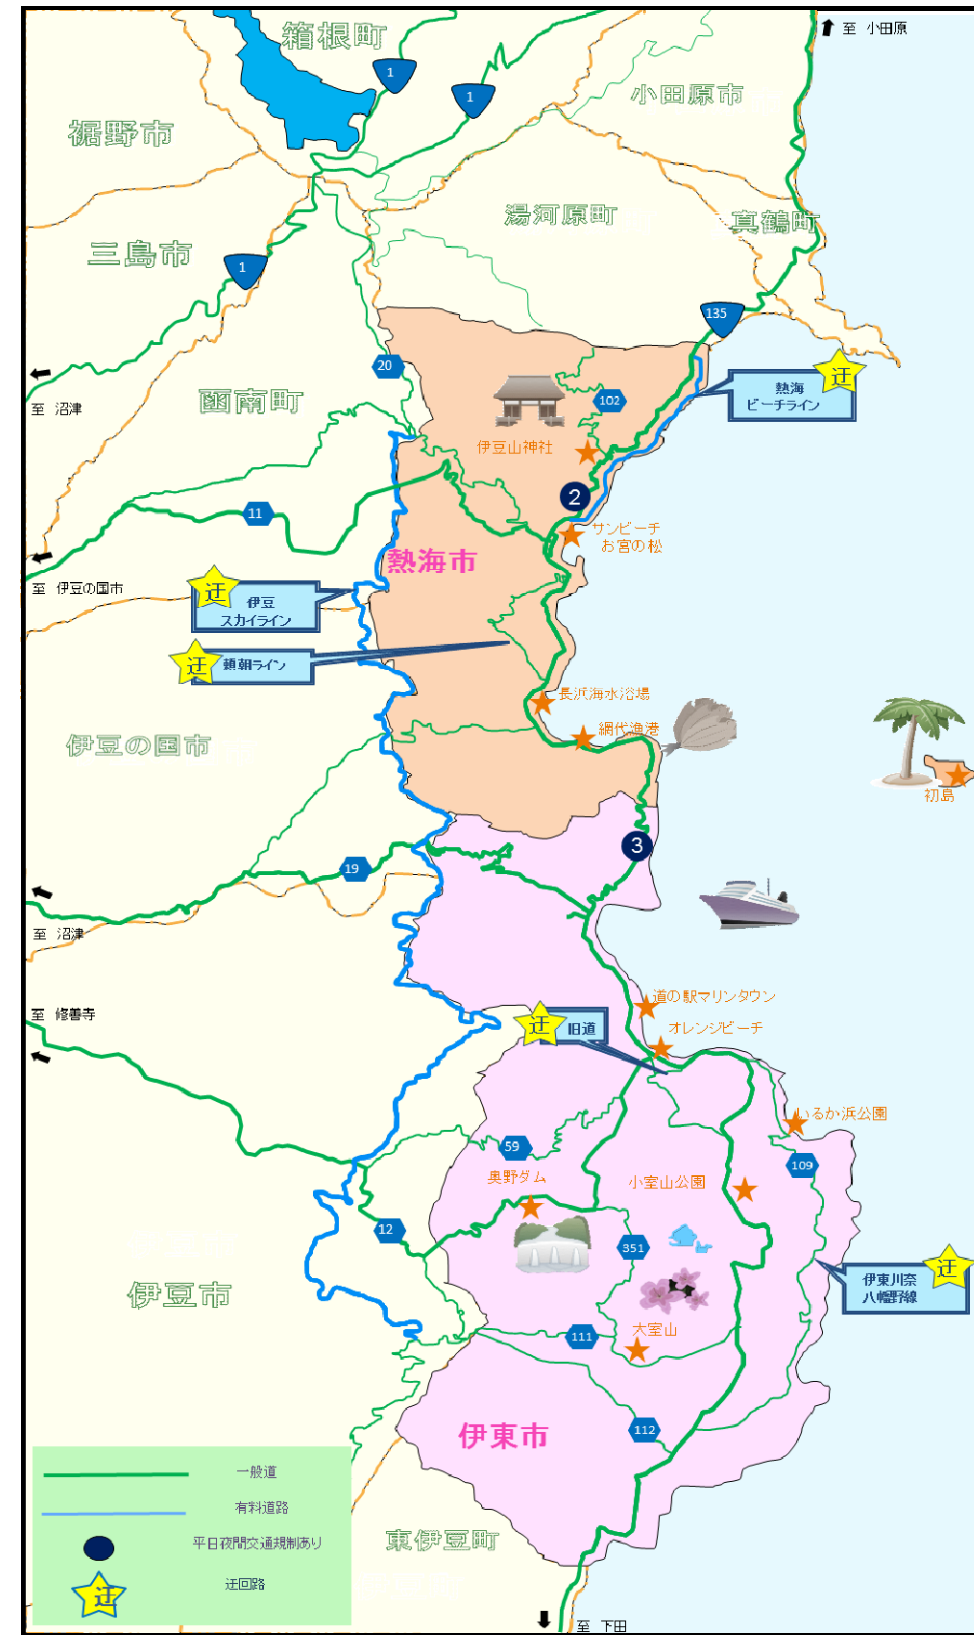 至 小田原
箱根町
1
1
小田原市
裾野市
湯河原町
真鶴町
三島市
1
135
20
迂
熱海
ビーチライン
至 沼津
函南町
102
伊豆山神社
2
11
サンビーチ
お宮の松
熱海市
至 伊豆の国市
迂
伊豆
スカイライン
迂
頼朝ライン
長浜海水浴場
網代漁港
伊豆の国市
初島
3
19
至 沼津
道の駅マリンタウン
至 修善寺
迂
旧道
オレンジビーチ
いるか浜公園
59
109
奥野ダム
小室山公園
12
351
迂
伊東川奈
八幡野線
伊豆市
111
大室山
112
伊東市
一般道
有料道路
平日夜間交通規制あり
迂
迂回路
東伊豆町
至 下田